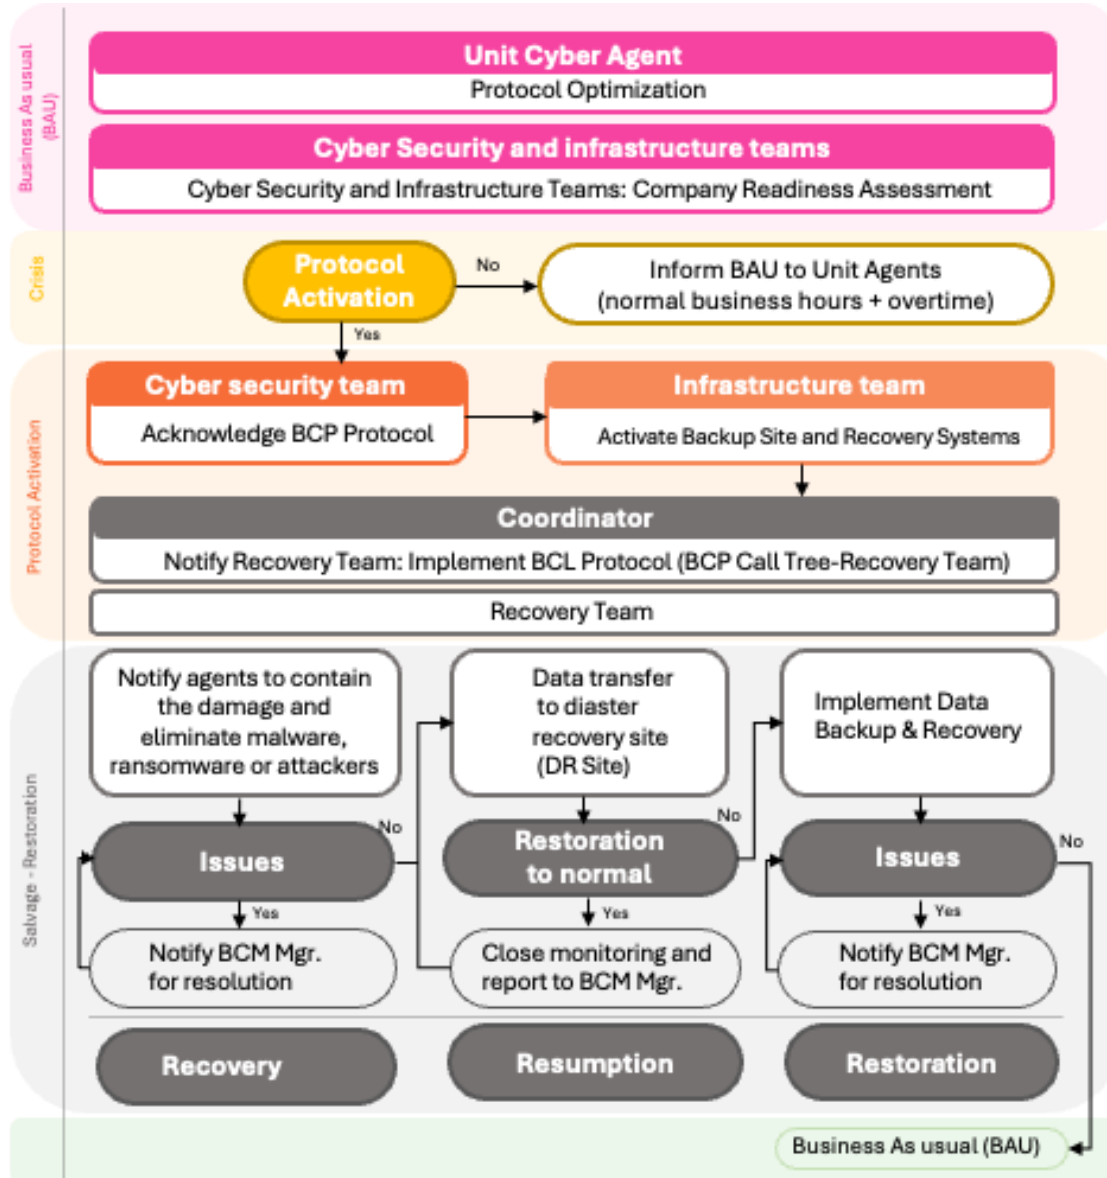 Business As usual
(BAU)
Unit Cyber Agent
Protocol Optimization
Cyber Security and infrastructure teams
Cyber Security and Infrastructure Teams: Company Readiness Assessment
Crisis
Protocol
Activation
No
Inform BAU to Unit Agents
(normal business hours + overtime)
Yes
Protocol Activation
Cyber security team
Acknowledge BCP Protocol
Infrastructure team
Activate Backup Site and Recovery Systems
Coordinator
Notify Recovery Team: Implement BCL Protocol (BCP Call Tree-Recovery Team)
Recovery Team
Salvage - Restoration
Notify agents to contain
the damage and
eliminate malware,
ransomware or attackers
Issues
No
Yes
Notify BCM Mgr.
for resolution
Recovery
Data transfer
to diaster
recovery site
(DR Site)
Restoration
to normal
No
Yes
Close monitoring and
report to BCM Mgr.
Resumption
Implement Data
Backup & Recovery
Issues
No
Yes
Notify BCM Mgr.
for resolution
Restoration
Business As usual (BAU)